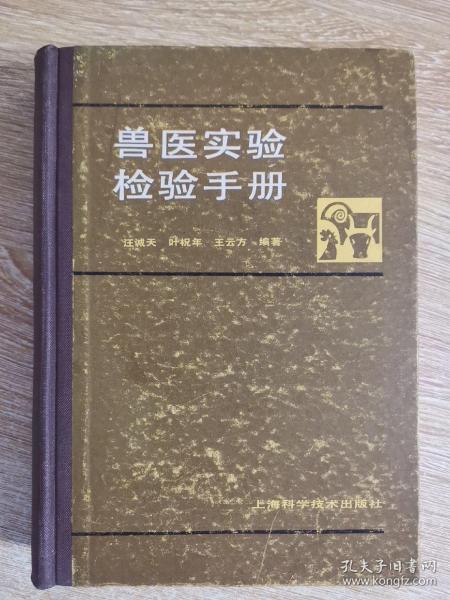 兽医实验
检验手册
汪诚天 叶祝年 王云方 编著
上海科学技术出版社
孔夫子旧书网
www.kongfz.com